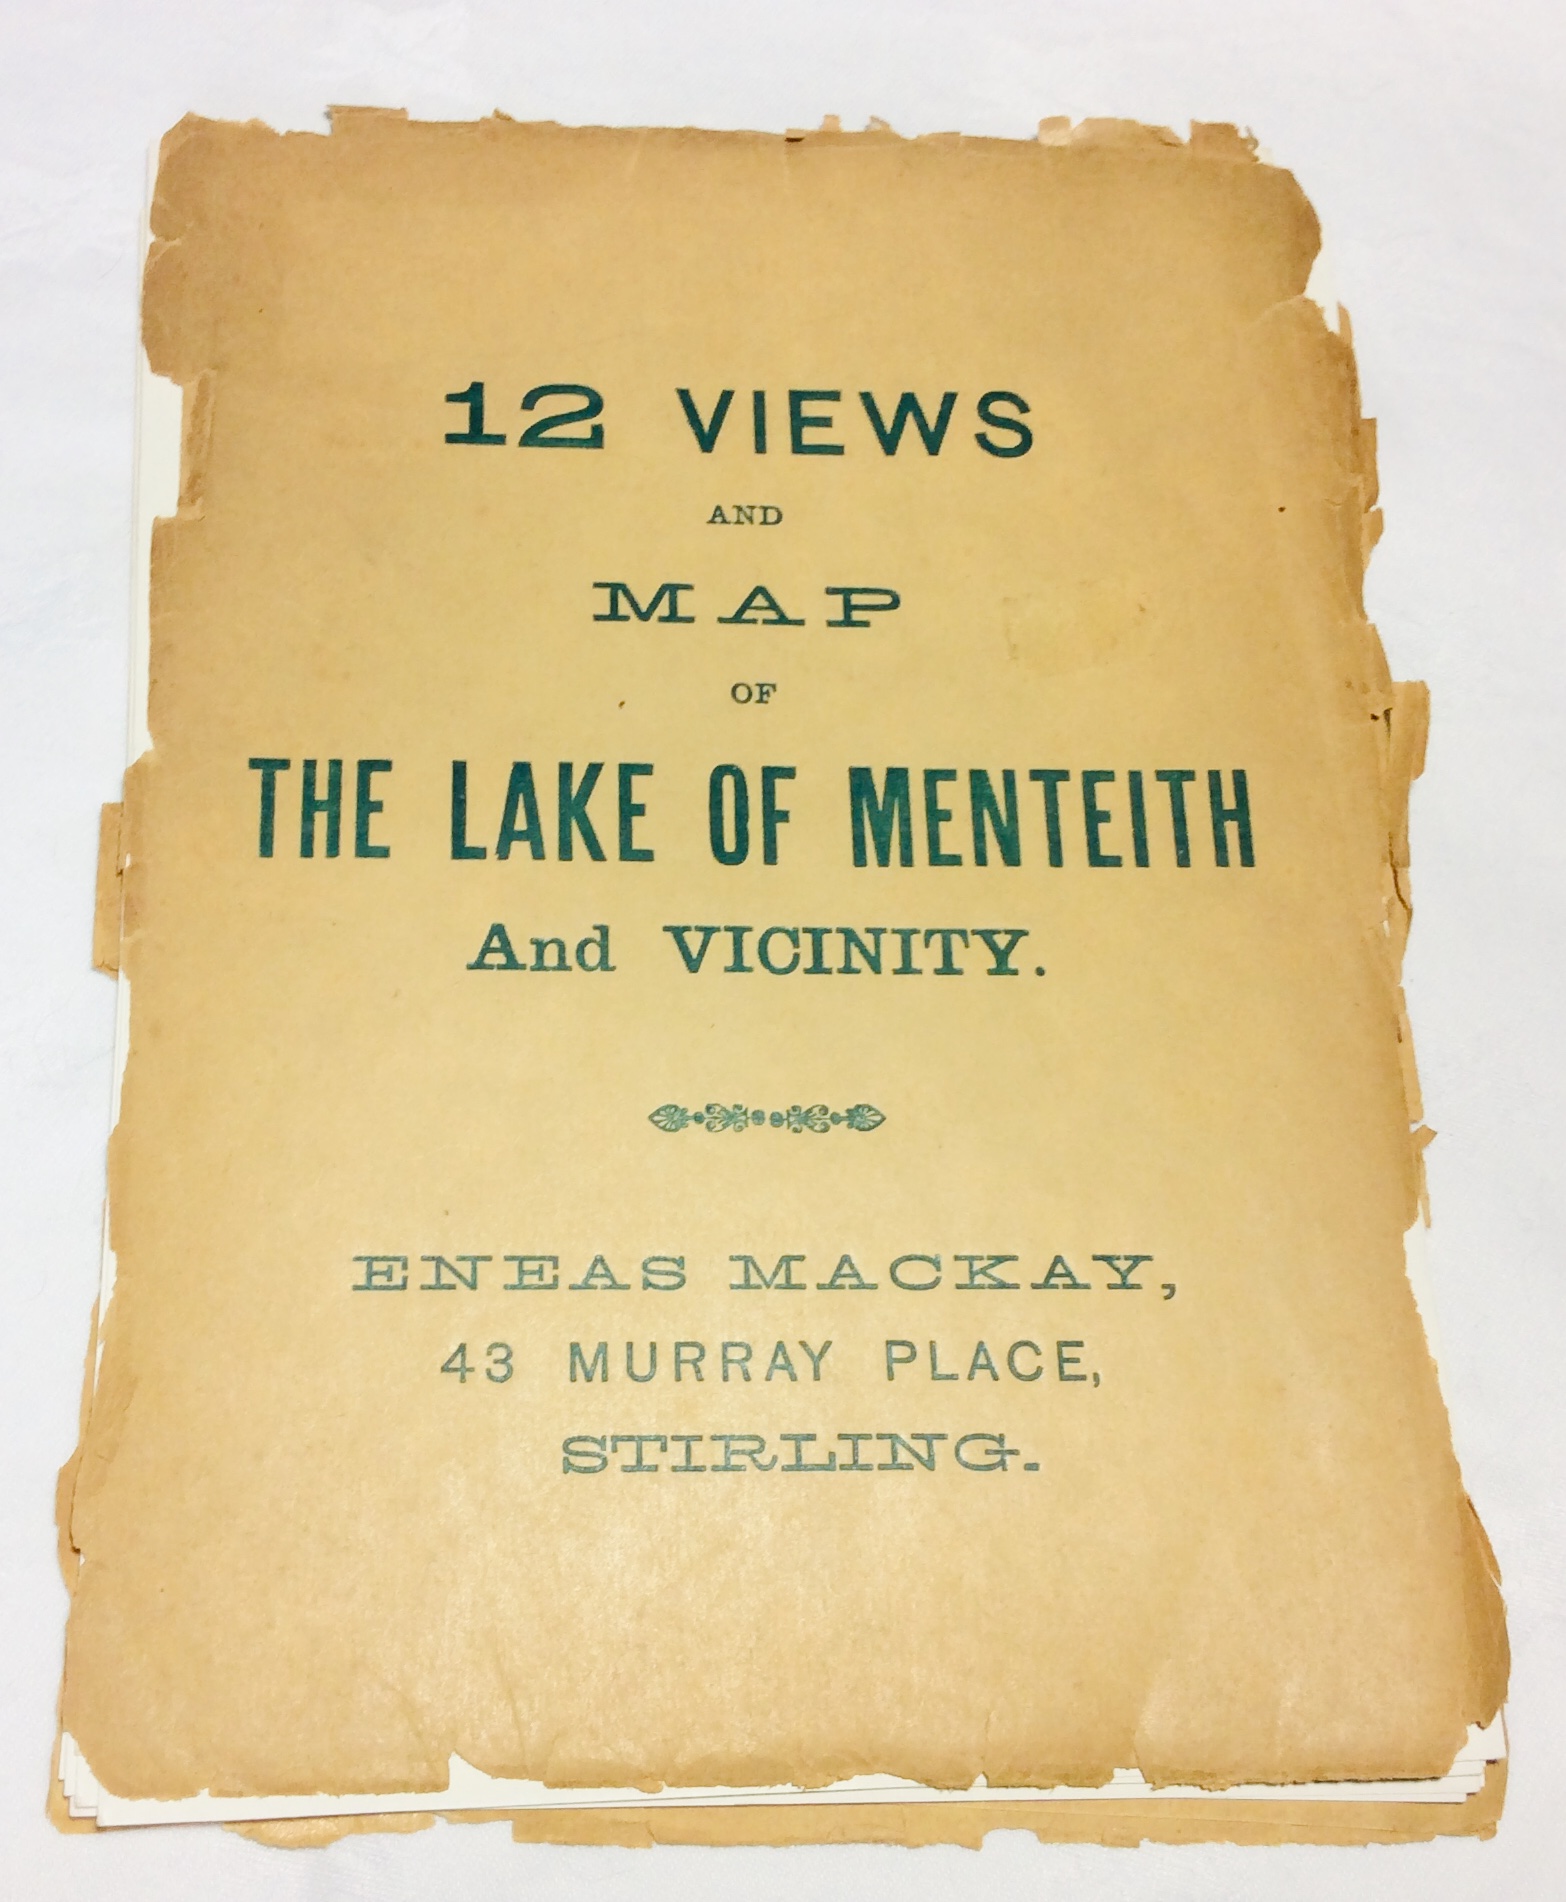 12 VIEWS
AND
MAP
OF
THE LAKE OF MENTEITH
And VICINITY.
ENEAS MACKAY,
43 MURRAY PLACE,
STIRLING.